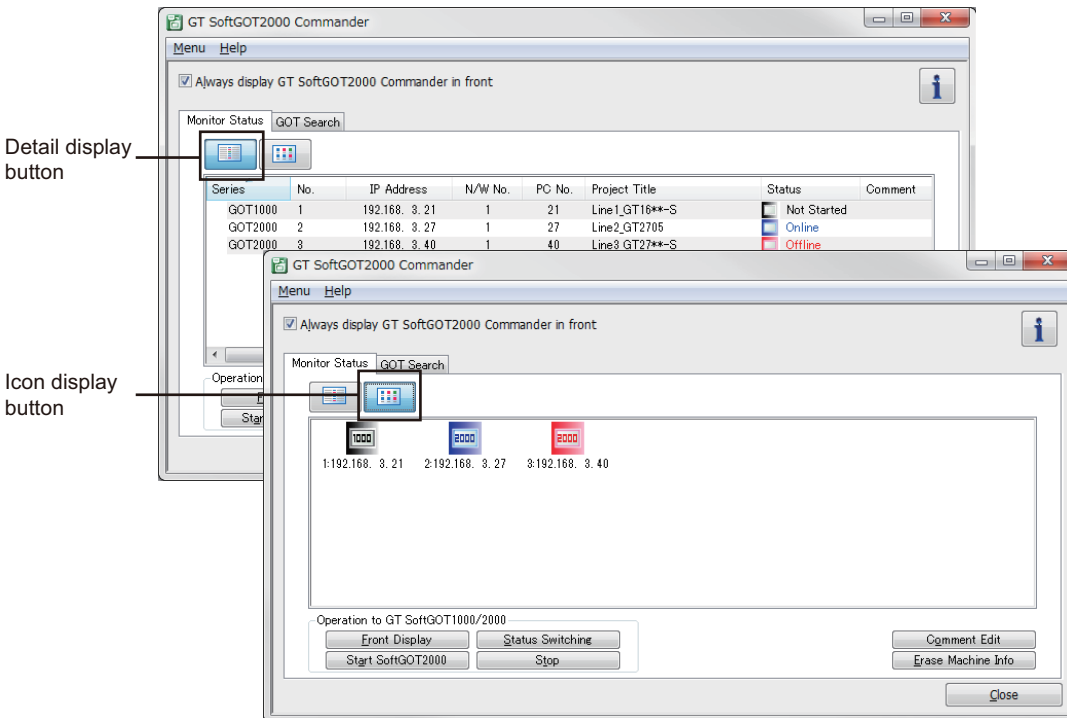 GT SoftGOT2000 Commander
Menu Help
Always display GT SoftGOT2000 Commander in front
i
Monitor Status GOT Search
Detail display
button
Series No. IP Address N/W No. PC No. Project Title Status Comment
GOT1000 1 192.168. 3. 21 1 21 Line1_GT16**-S Not Started
GOT2000 2 192.168. 3. 27 1 27 Line2_GT2705 Online
GOT2000 3 192.168. 3. 40 1 40 Line3 GT27**-S Offline
Operation
Star
GT SoftGOT2000 Commander
Menu Help
Always display GT SoftGOT2000 Commander in front
i
Monitor Status GOT Search
Icon display
button
1000 2000 2000
1:192.168. 3. 21 2:192.168. 3. 27 3:192.168. 3. 40
Operation to GT SoftGOT1000/2000
Front Display Status Switching Comment Edit
Start SoftGOT2000 Stop Erase Machine Info
Close